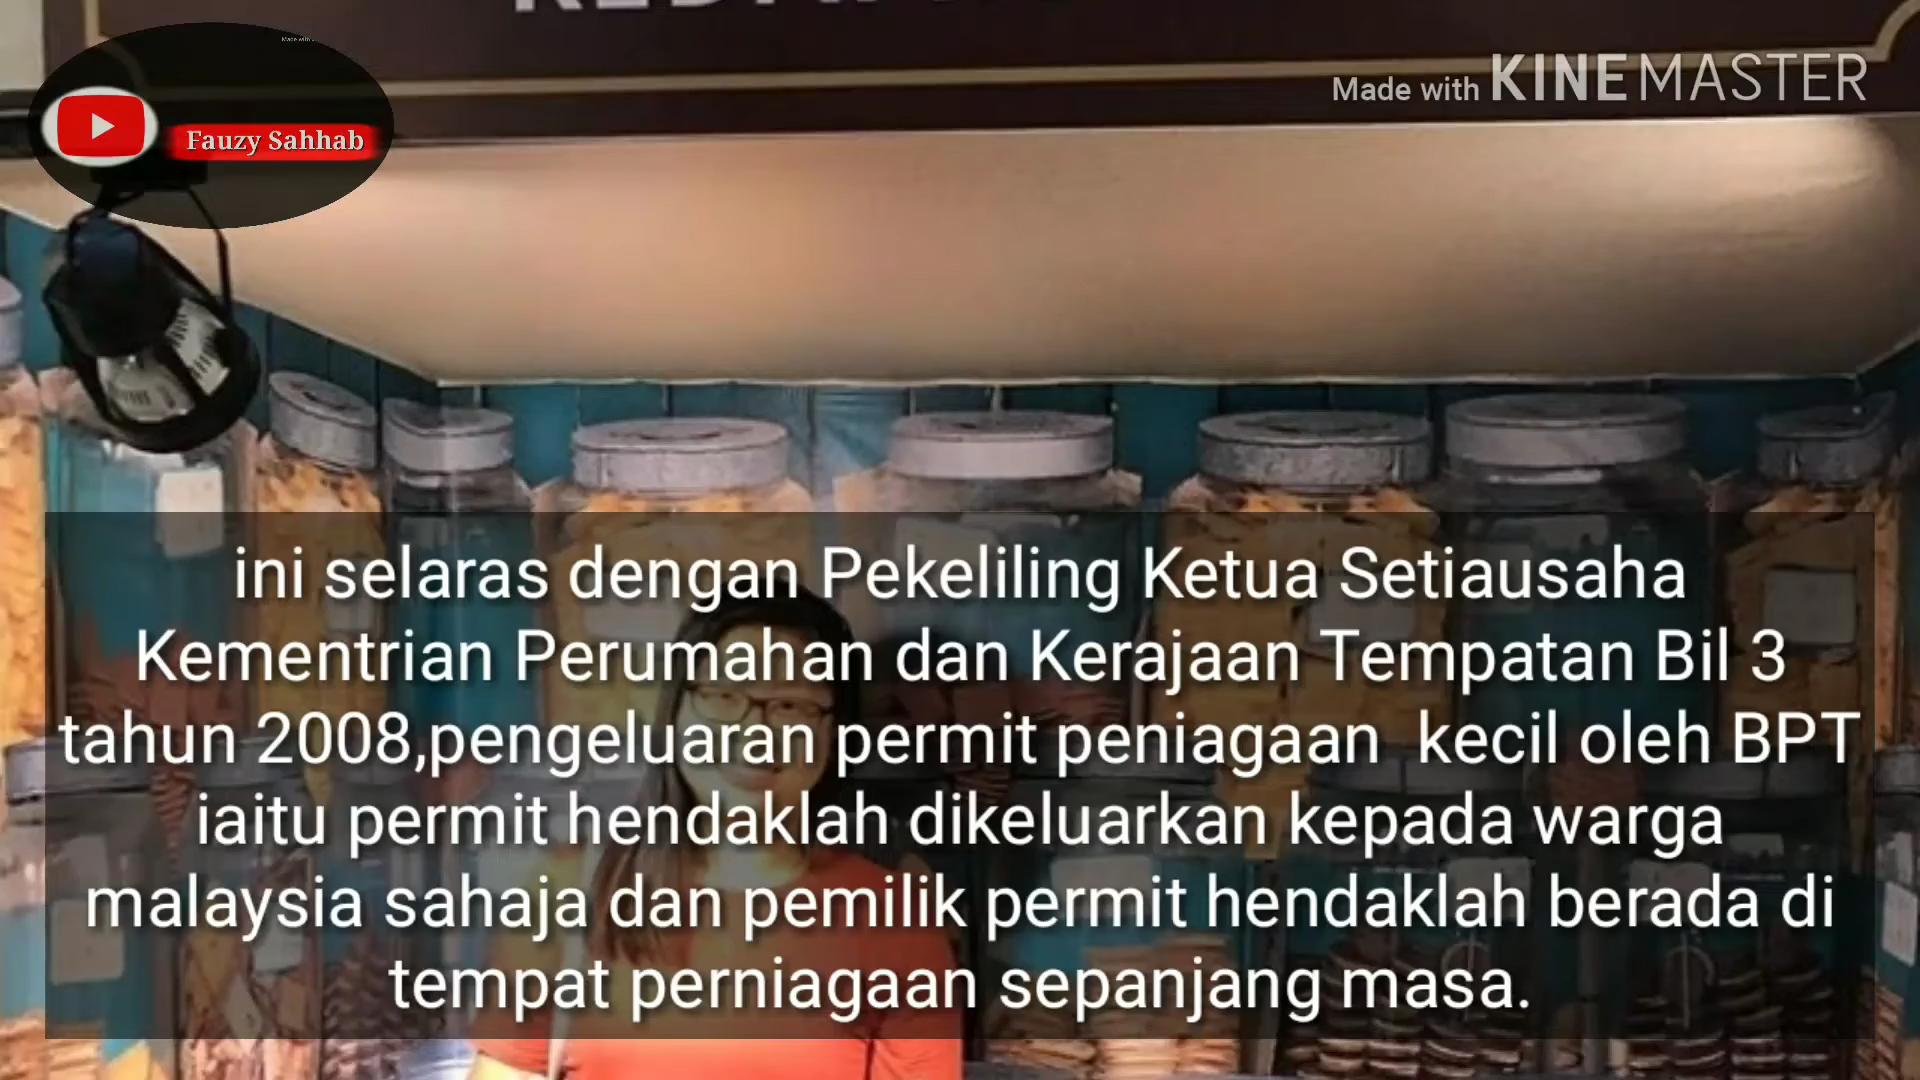 Made with KINEMASTER
Fauzy Sahhab
ini selaras dengan Pekeliling Ketua Setiausaha
Kementrian Perumahan dan Kerajaan Tempatan Bil 3
tahun 2008,pengeluaran permit peniagaan kecil oleh BPT
iaitu permit hendaklah dikeluarkan kepada warga
malaysia sahaja dan pemilik permit hendaklah berada di
tempat perniagaan sepanjang masa.